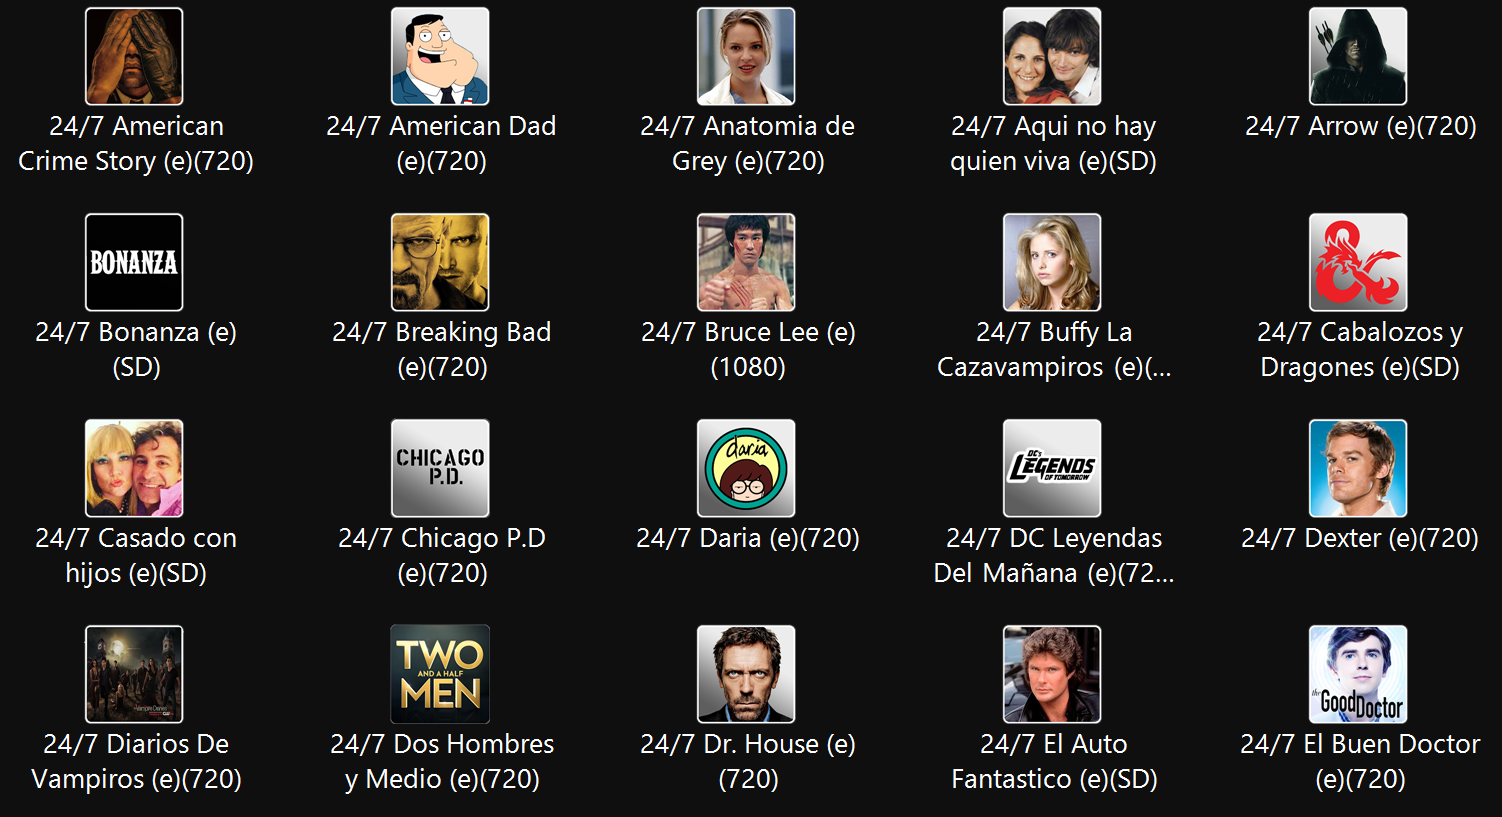 24/7 American
Crime Story (e)(720)
24/7 American Dad
(e)(720)
24/7 Anatomia de
Grey (e)(720)
24/7 Aqui no hay
quien viva (e)(SD)
24/7 Arrow (e)(720)
BONANZA
24/7 Bonanza (e)
(SD)
24/7 Breaking Bad
(e)(720)
24/7 Bruce Lee (e)
(1080)
24/7 Buffy La
Cazavampiros (e)(...
24/7 Cabalozos y
Dragones (e)(SD)
24/7 Casado con
hijos (e)(SD)
CHICAGO
P.D.
24/7 Chicago P.D
(e)(720)
daria
24/7 Daria (e)(720)
DC's
LEGENDS
OF TOMORROW
24/7 DC Leyendas
Del Mañana (e)(72...
24/7 Dexter (e)(720)
Vampire Diaries
24/7 Diarios De
Vampiros (e)(720)
TWO
AND A HALF
MEN
24/7 Dos Hombres
y Medio (e)(720)
24/7 Dr. House (e)
(720)
24/7 El Auto
Fantastico (e)(SD)
the
GoodDoctor
24/7 El Buen Doctor
(e)(720)